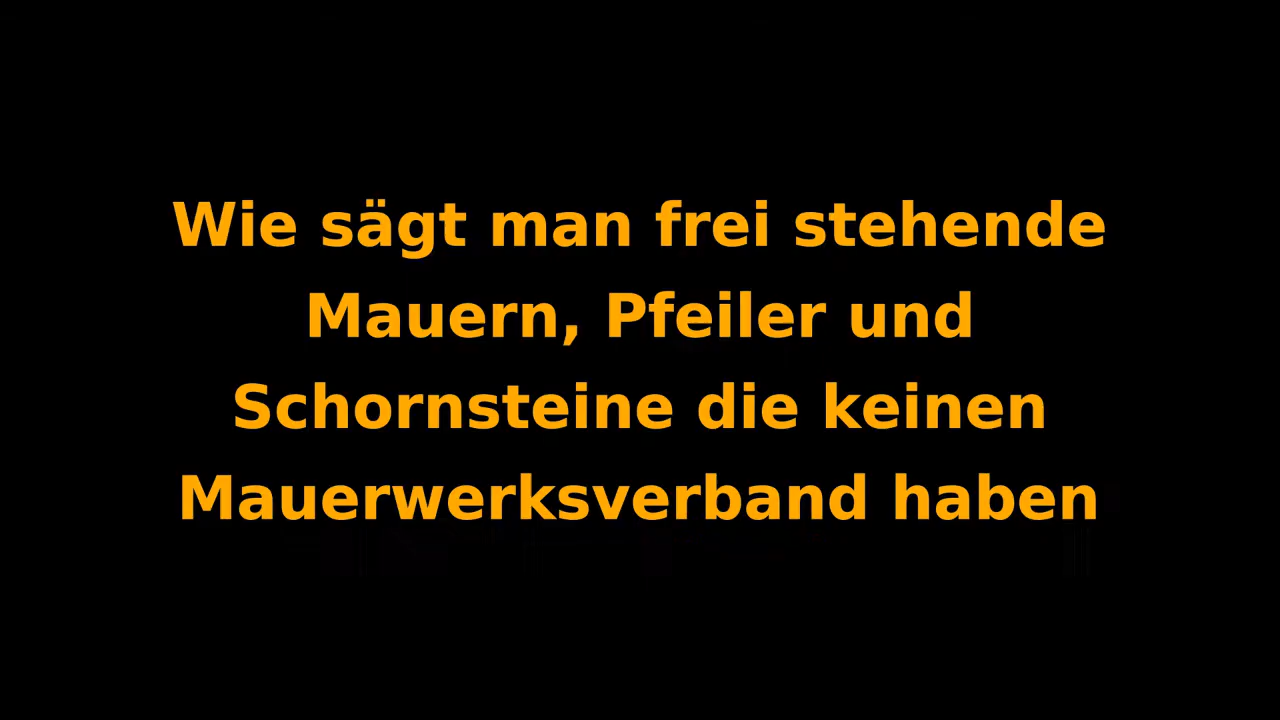 Wie sägt man frei stehende
Mauern, Pfeiler und
Schornsteine die keinen
Mauerwerksverband haben